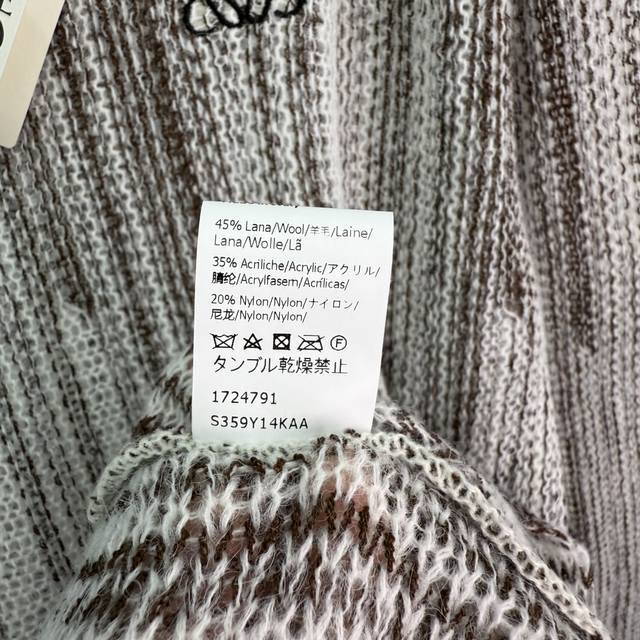 45% Lana/Wool/羊毛/Laine/
Lana/Wolle/Lã
35% Acriliche/Acrylic/アクリル/
腈纶/Acrylfasern/Acrílicas/
20% Nylon/Nylon/ナイロン/
尼龙/Nylon/Nylon/
タンブル乾燥禁止
1724791
S359Y14KAA